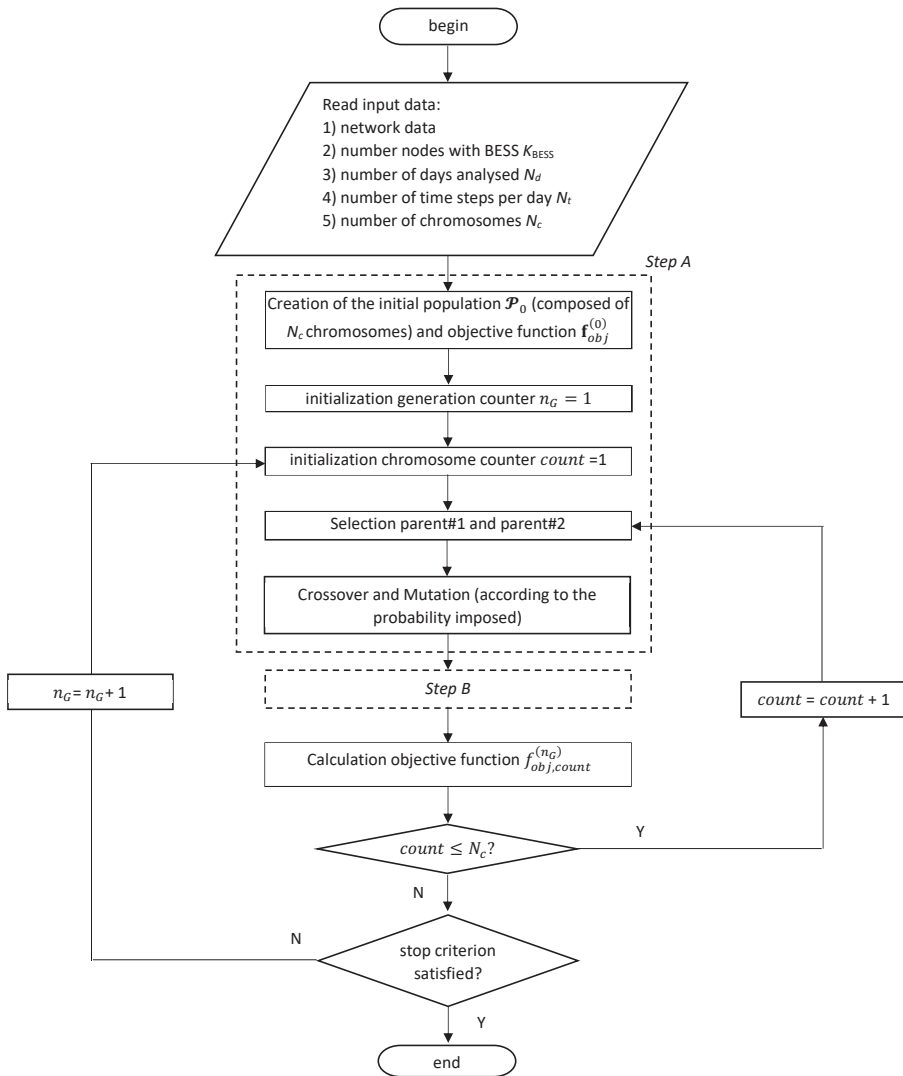 begin
Read input data:
1) network data
2) number nodes with BESS K_BESS
3) number of days analysed N_d
4) number of time steps per day N_t
5) number of chromosomes N_c
Step A
Creation of the initial population 𝓟_0 (composed of
N_c chromosomes) and objective function f_obj^(0)
initialization generation counter n_G = 1
initialization chromosome counter count =1
Selection parent#1 and parent#2
Crossover and Mutation (according to the
probability imposed)
n_G = n_G + 1
Step B
count = count + 1
Calculation objective function f_obj,count^(n_G)
Y
count ≤ N_c?
N
N
stop criterion
satisfied?
Y
end